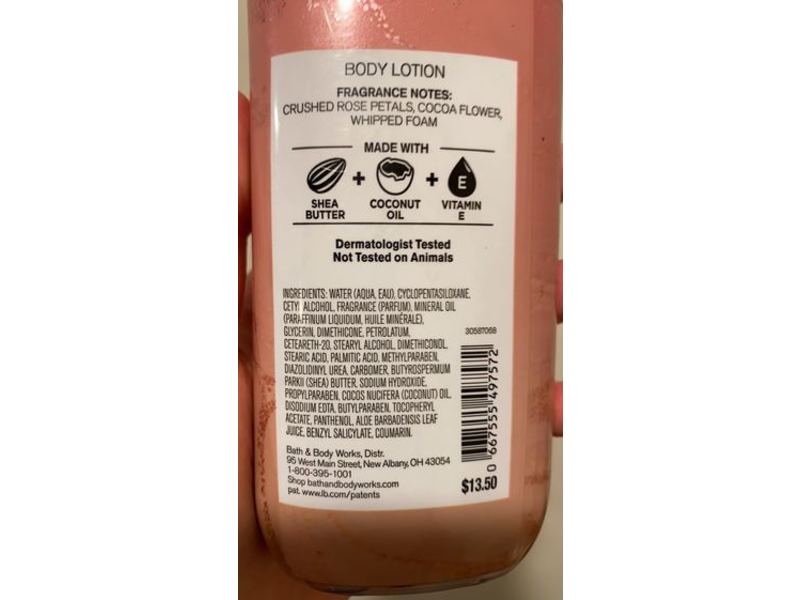 BODY LOTION
FRAGRANCE NOTES:
CRUSHED ROSE PETALS, COCOA FLOWER,
WHIPPED FOAM
MADE WITH
SHEA BUTTER + COCONUT OIL + E VITAMIN E
Dermatologist Tested
Not Tested on Animals
INGREDIENTS: WATER (AQUA, EAU), CYCLOPENTASILOXANE,
CETYL ALCOHOL, FRAGRANCE (PARFUM), MINERAL OIL
(PARAFFINUM LIQUIDUM, HUILE MINÉRALE),
GLYCERIN, DIMETHICONE, PETROLATUM,
CETEARETH-20, STEARYL ALCOHOL, DIMETHICONOL,
STEARIC ACID, PALMITIC ACID, METHYLPARABEN,
DIAZOLIDINYL UREA, CARBOMER, BUTYROSPERMUM
PARKII (SHEA) BUTTER, SODIUM HYDROXIDE,
PROPYLPARABEN, COCOS NUCIFERA (COCONUT) OIL,
DISODIUM EDTA, BUTYLPARABEN, TOCOPHERYL
ACETATE, PANTHENOL, ALOE BARBADENSIS LEAF
JUICE, BENZYL SALICYLATE, COUMARIN.
30587068
0 667555 497572
Bath & Body Works, Distr.
95 West Main Street, New Albany, OH 43054
1-800-395-1001
Shop bathandbodyworks.com
pat. www.lb.com/patents
$13.50